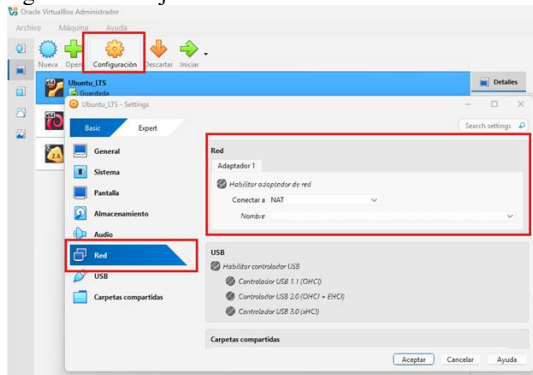 Oracle VirtualBox Administrador
Archivo Máquina Ayuda
Nueva Configuración Descartar Iniciar
Ubuntu_LTS
Guardada
Detalles
Ubuntu_LTS - Settings
Basic Expert
Search settings
General
Sistema
Pantalla
Almacenamiento
Audio
Red
USB
Carpetas compartidas
Red
Adaptador 1
Habilitar adaptador de red
Conectar a NAT
Nombre
USB
Habilitar controlador USB
Controlador USB 1.1 (OHCI)
Controlador USB 2.0 (OHCI + EHCI)
Controlador USB 3.0 (xHCI)
Carpetas compartidas
Aceptar Cancelar Ayuda